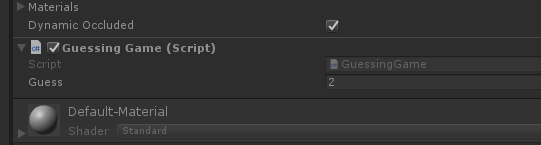 Materials
Dynamic Occluded
Guessing Game (Script)
Script GuessingGame
Guess 2
Default-Material
Shader Standard